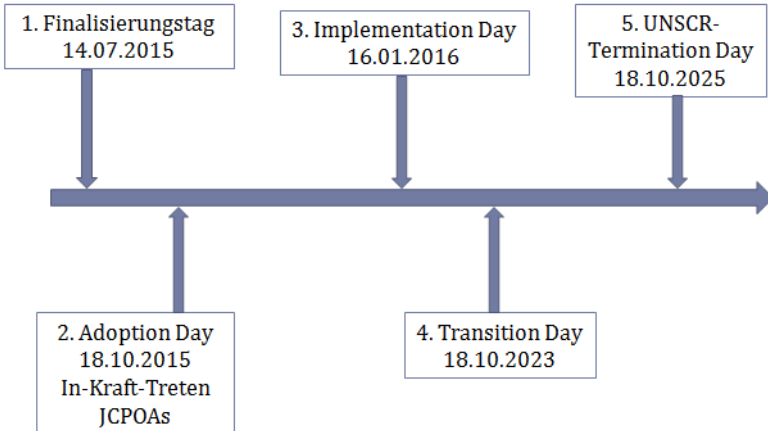 1. Finalisierungstag
14.07.2015
3. Implementation Day
16.01.2016
5. UNSCR-
Termination Day
18.10.2025
2. Adoption Day
18.10.2015
In-Kraft-Treten
JCPOAs
4. Transition Day
18.10.2023